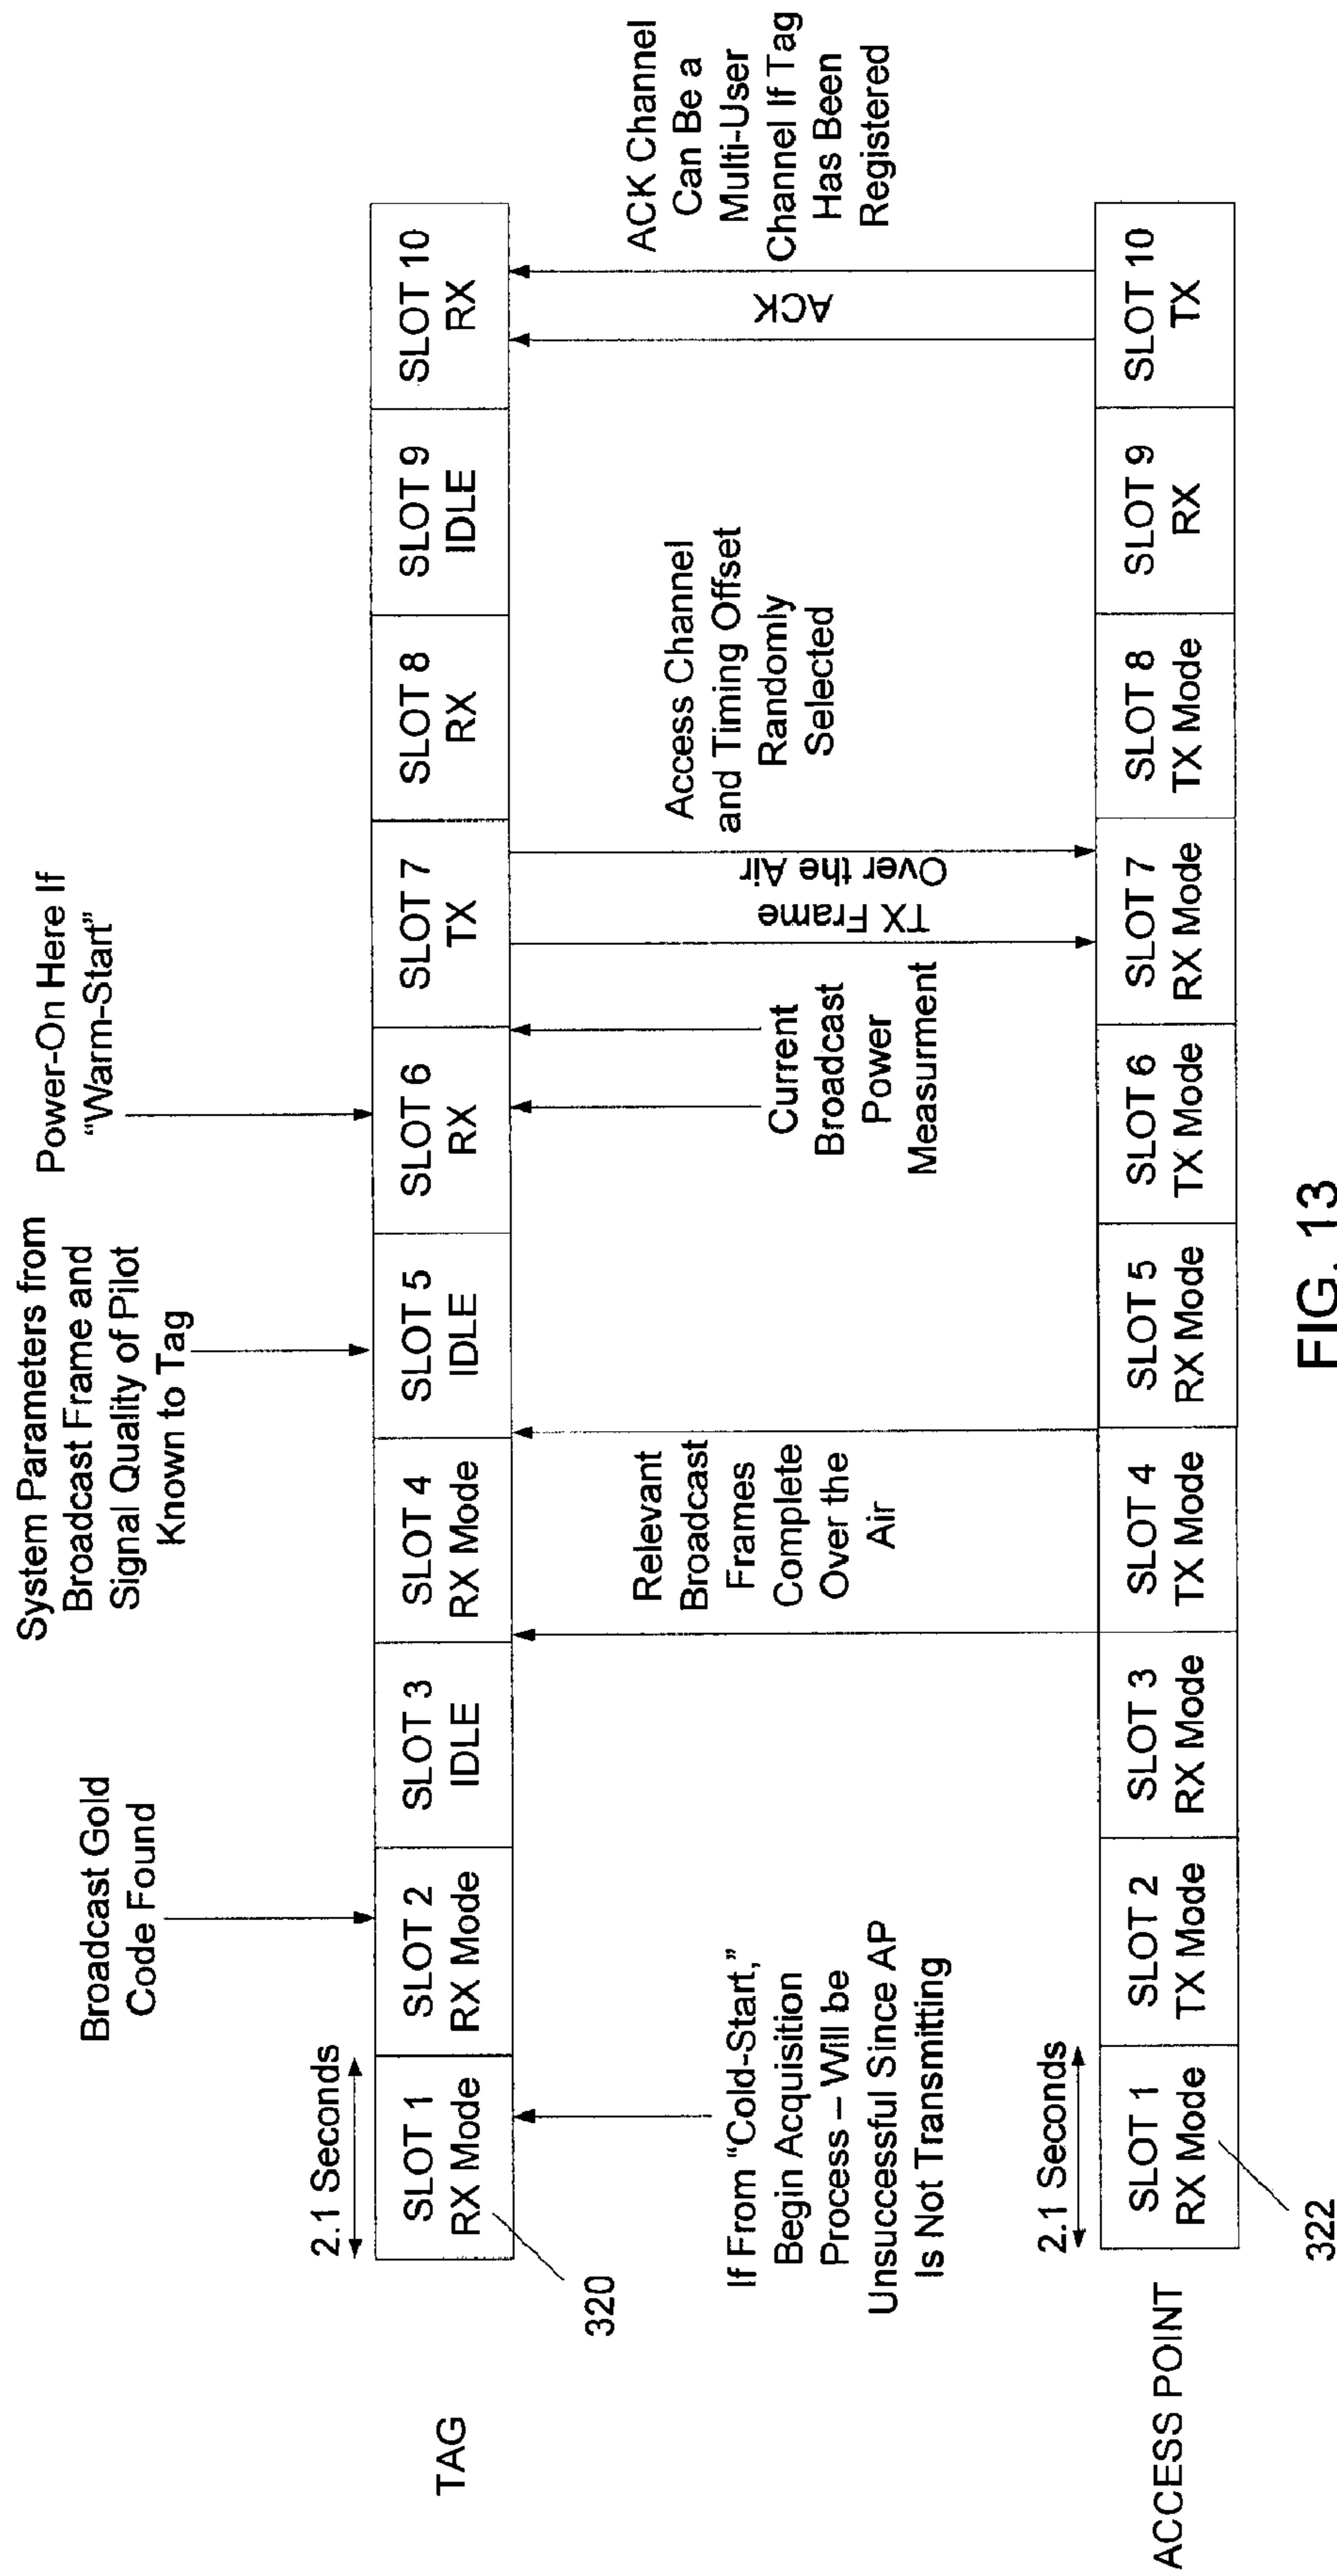 System Parameters from
Broadcast Frame and
Signal Quality of Pilot
Known to Tag
Power-On Here If
“Warm-Start”
Broadcast Gold
Code Found
2.1 Seconds
TAG
SLOT 1
RX Mode
SLOT 2
RX Mode
SLOT 3
IDLE
SLOT 4
RX Mode
SLOT 5
IDLE
SLOT 6
RX
SLOT 7
TX
SLOT 8
RX
SLOT 9
IDLE
SLOT 10
RX
320
If From “Cold-Start,”
Begin Acquisition
Process – Will be
Unsuccessful Since AP
Is Not Transmitting
Relevant
Broadcast
Frames
Complete
Over the
Air
Current
Broadcast
Power
Measurment
TX Frame
Over the Air
Access Channel
and Timing Offset
Randomly
Selected
ACK
ACK Channel
Can Be a
Multi-User
Channel If Tag
Has Been
Registered
2.1 Seconds
ACCESS POINT
SLOT 1
RX Mode
SLOT 2
TX Mode
SLOT 3
RX Mode
SLOT 4
TX Mode
SLOT 5
RX Mode
SLOT 6
TX Mode
SLOT 7
RX Mode
SLOT 8
TX Mode
SLOT 9
RX
SLOT 10
TX
322
FIG. 13